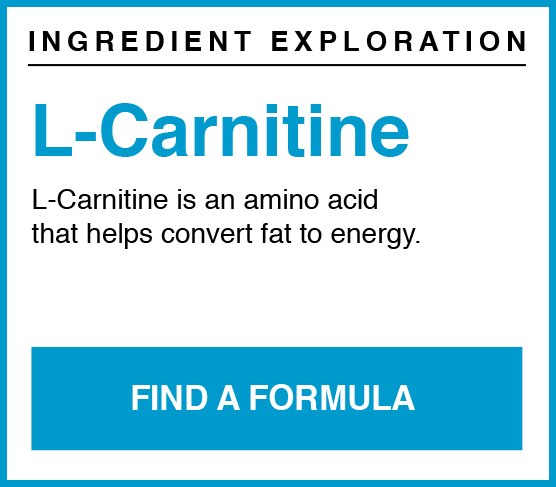 INGREDIENT EXPLORATION
L-Carnitine
L-Carnitine is an amino acid
that helps convert fat to energy.
FIND A FORMULA